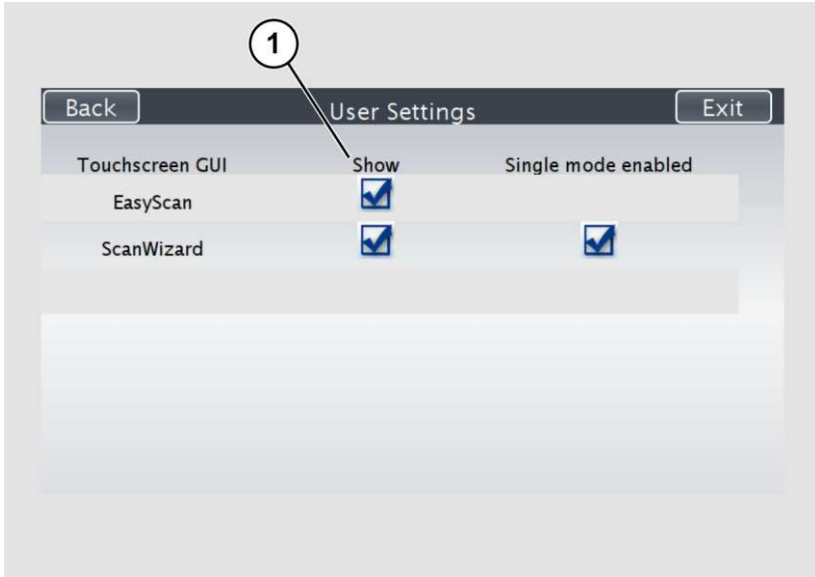 1
Back User Settings Exit
Touchscreen GUI Show Single mode enabled
EasyScan
ScanWizard